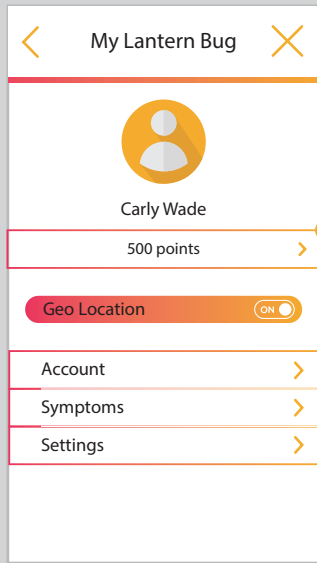 My Lantern Bug
Carly Wade
500 points
Geo Location ON
Account
Symptoms
Settings